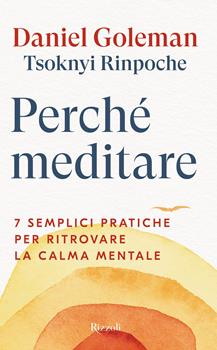 Daniel Goleman
Tsoknyi Rinpoche
Perché
meditare
7 SEMPLICI PRATICHE
PER RITROVARE
LA CALMA MENTALE
Rizzoli